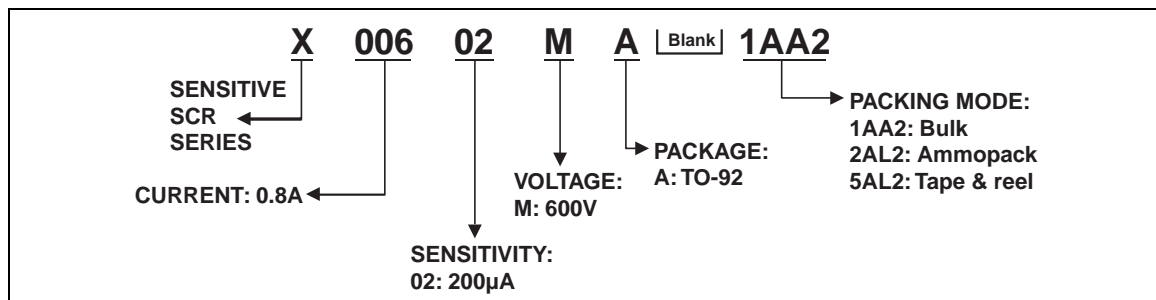 X 006 02 M A Blank 1AA2
SENSITIVE
SCR
SERIES
CURRENT: 0.8A
SENSITIVITY:
02: 200µA
VOLTAGE:
M: 600V
PACKAGE:
A: TO-92
PACKING MODE:
1AA2: Bulk
2AL2: Ammopack
5AL2: Tape & reel